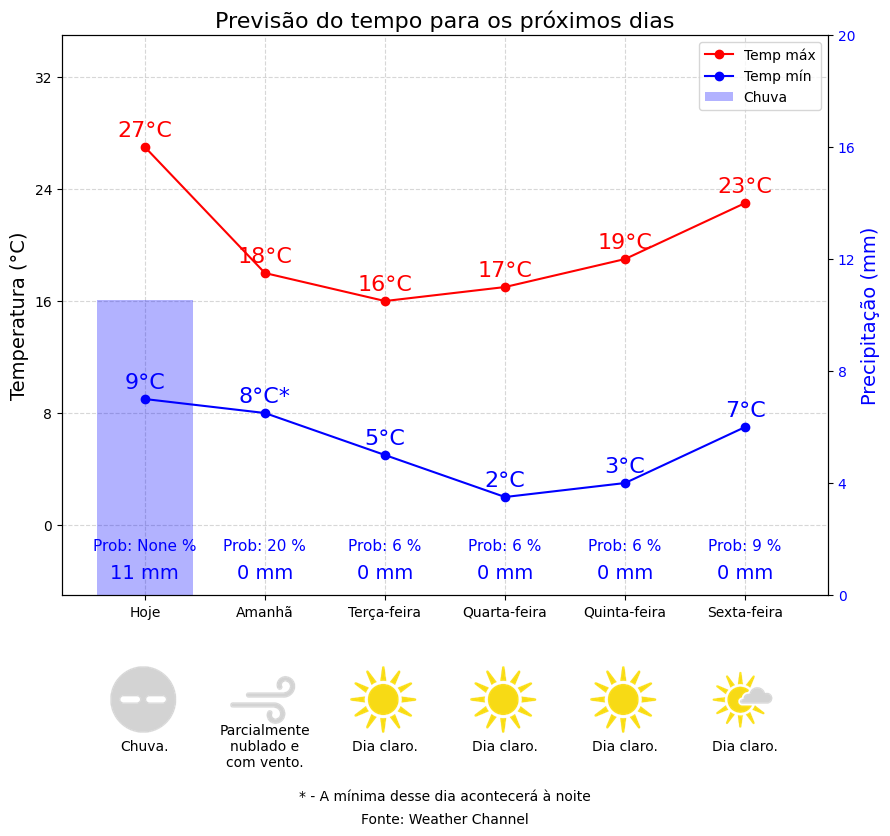 Previsão do tempo para os próximos dias
Temp máx
Temp mín
Chuva
Temperatura (°C)
32
24
16
8
0
Precipitação (mm)
20
16
12
8
4
0
27°C
18°C
16°C
17°C
19°C
23°C
9°C
8°C*
5°C
2°C
3°C
7°C
Prob: None %
Prob: 20 %
Prob: 6 %
Prob: 6 %
Prob: 6 %
Prob: 9 %
11 mm
0 mm
0 mm
0 mm
0 mm
0 mm
Hoje
Amanhã
Terça-feira
Quarta-feira
Quinta-feira
Sexta-feira
Chuva.
Parcialmente
nublado e
com vento.
Dia claro.
Dia claro.
Dia claro.
Dia claro.
* - A mínima desse dia acontecerá à noite
Fonte: Weather Channel